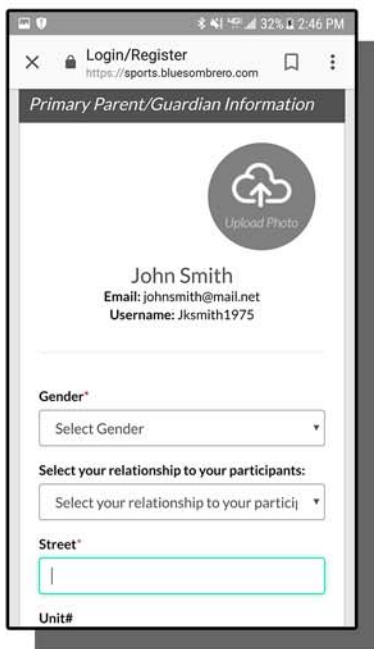 32% 2:46 PM
Login/Register
https://sports.bluesombrero.com
Primary Parent/Guardian Information
Upload Photo
John Smith
Email: johnsmith@mail.net
Username: Jksmith1975
Gender*
Select Gender
Select your relationship to your participants:
Select your relationship to your partici
Street*
Unit#